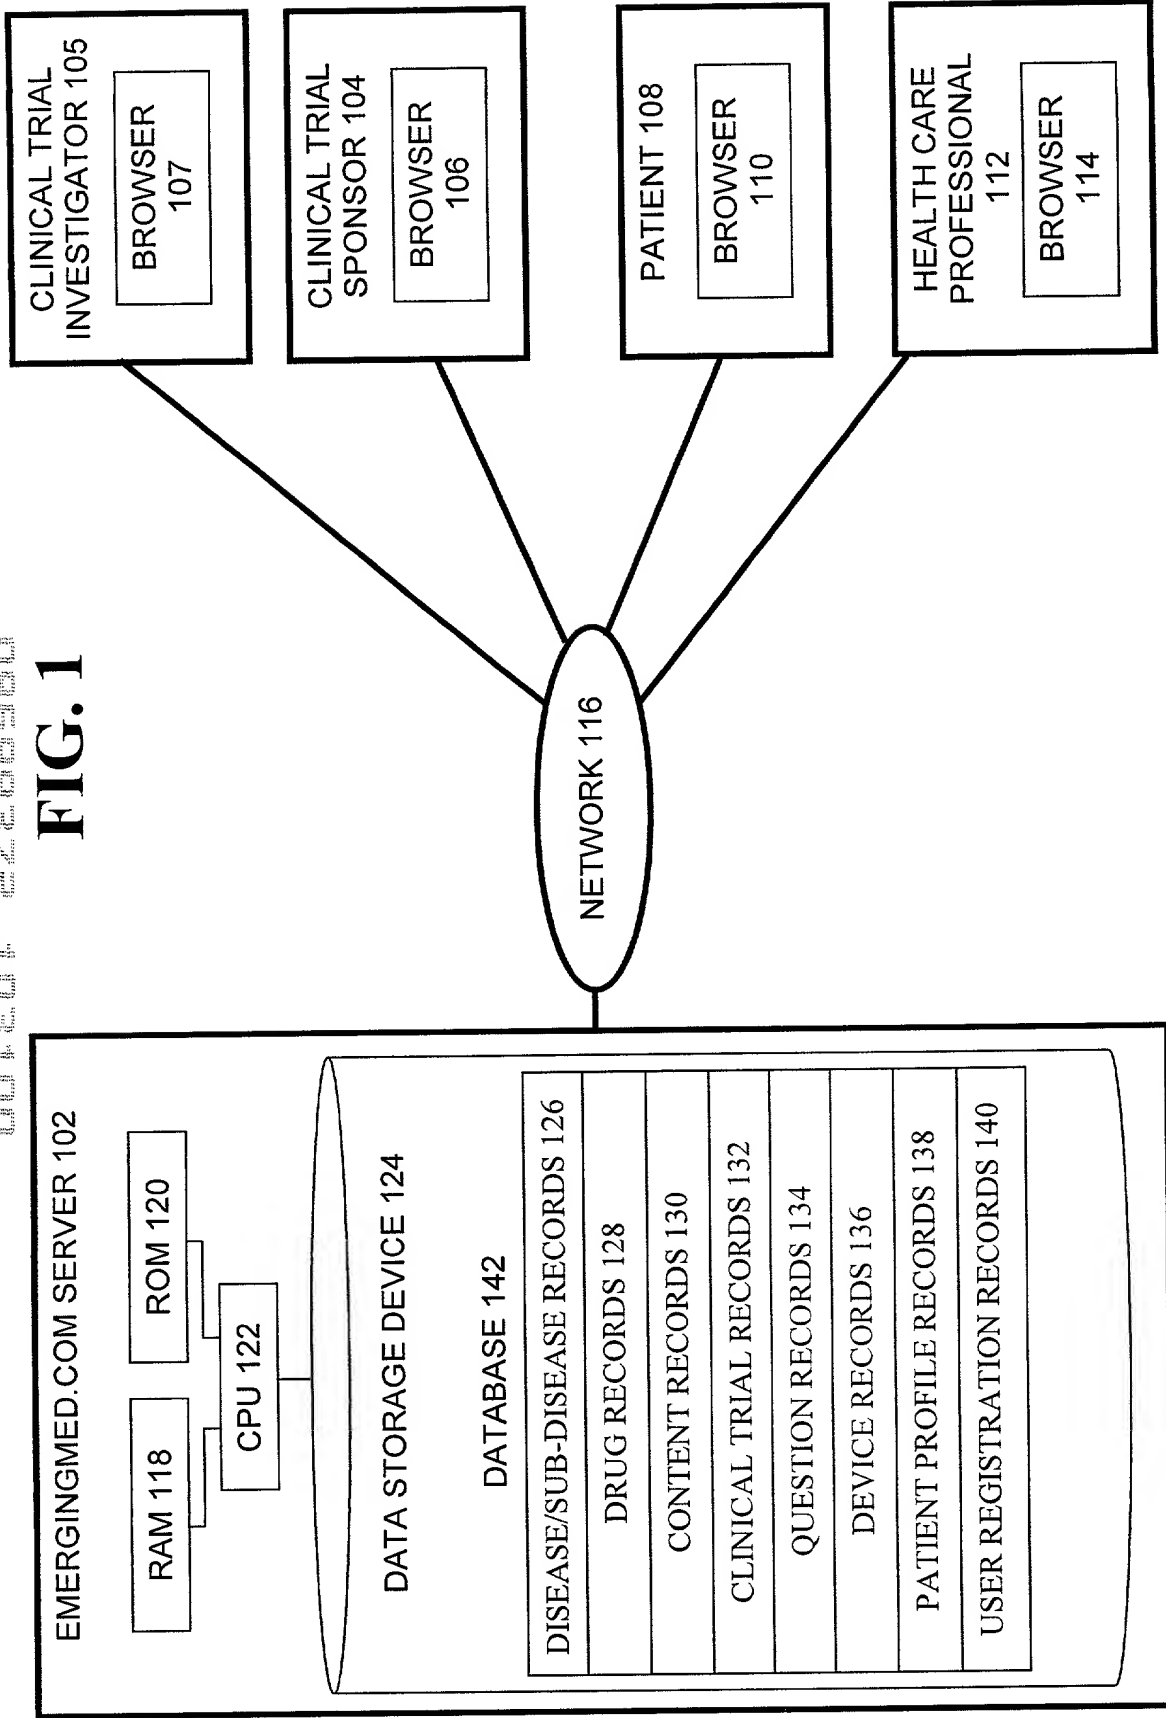 FIG. 1
EMERGINGMED.COM SERVER 102
RAM 118
ROM 120
CPU 122
DATA STORAGE DEVICE 124
DATABASE 142
DISEASE/SUB-DISEASE RECORDS 126
DRUG RECORDS 128
CONTENT RECORDS 130
CLINICAL TRIAL RECORDS 132
QUESTION RECORDS 134
DEVICE RECORDS 136
PATIENT PROFILE RECORDS 138
USER REGISTRATION RECORDS 140
NETWORK 116
CLINICAL TRIAL
INVESTIGATOR 105
BROWSER
107
CLINICAL TRIAL
SPONSOR 104
BROWSER
106
PATIENT 108
BROWSER
110
HEALTH CARE
PROFESSIONAL
112
BROWSER
114